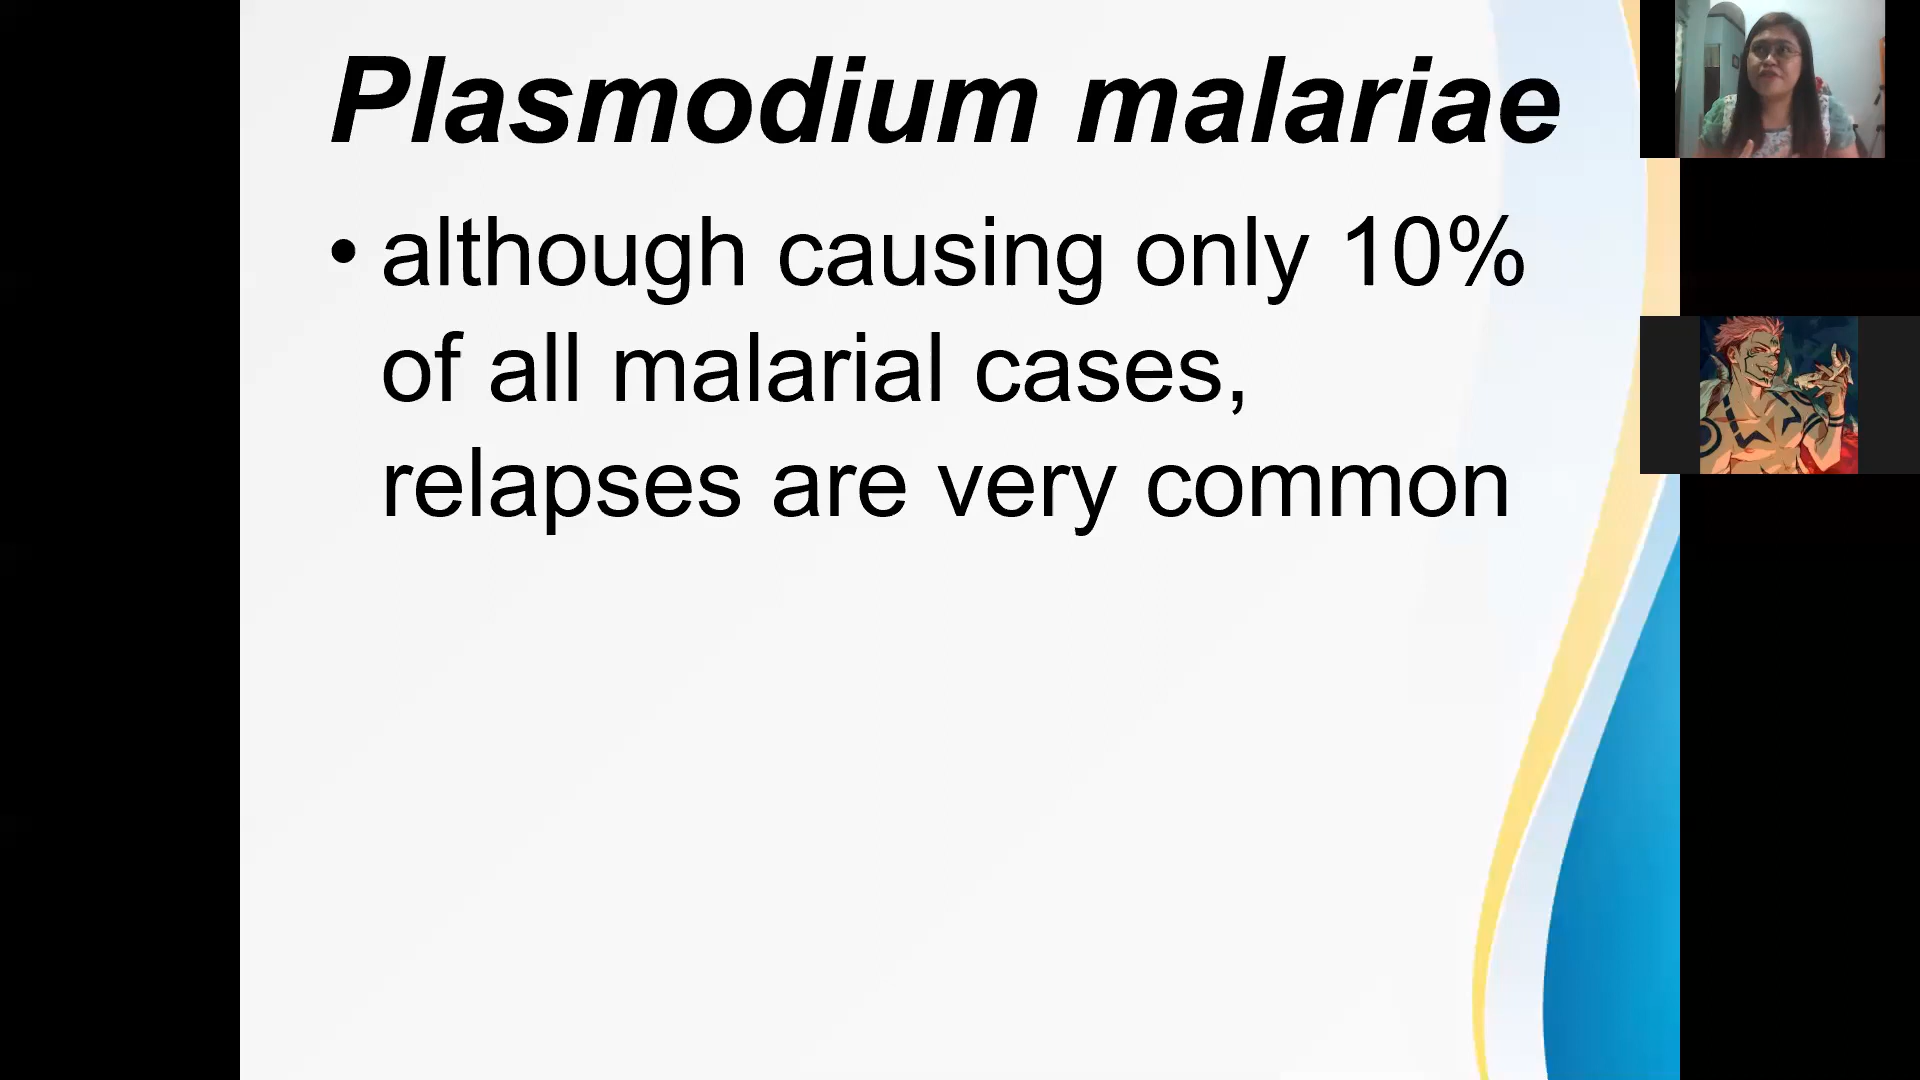 Plasmodium malariae
• although causing only 10%
of all malarial cases,
relapses are very common